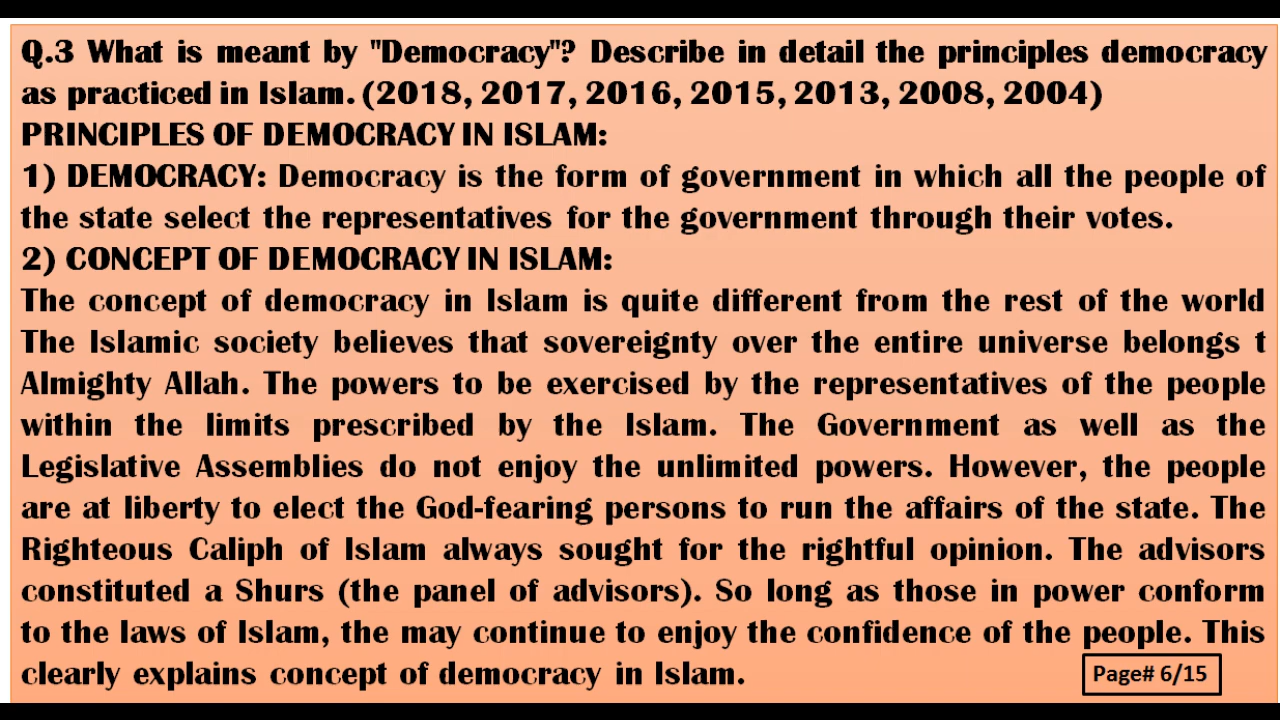 Q.3 What is meant by "Democracy"? Describe in detail the principles democracy
as practiced in Islam. (2018, 2017, 2016, 2015, 2013, 2008, 2004)
PRINCIPLES OF DEMOCRACY IN ISLAM:
1) DEMOCRACY: Democracy is the form of government in which all the people of
the state select the representatives for the government through their votes.
2) CONCEPT OF DEMOCRACY IN ISLAM:
The concept of democracy in Islam is quite different from the rest of the world
The Islamic society believes that sovereignty over the entire universe belongs t
Almighty Allah. The powers to be exercised by the representatives of the people
within the limits prescribed by the Islam. The Government as well as the
Legislative Assemblies do not enjoy the unlimited powers. However, the people
are at liberty to elect the God-fearing persons to run the affairs of the state. The
Righteous Caliph of Islam always sought for the rightful opinion. The advisors
constituted a Shurs (the panel of advisors). So long as those in power conform
to the laws of Islam, the may continue to enjoy the confidence of the people. This
clearly explains concept of democracy in Islam.
Page# 6/15